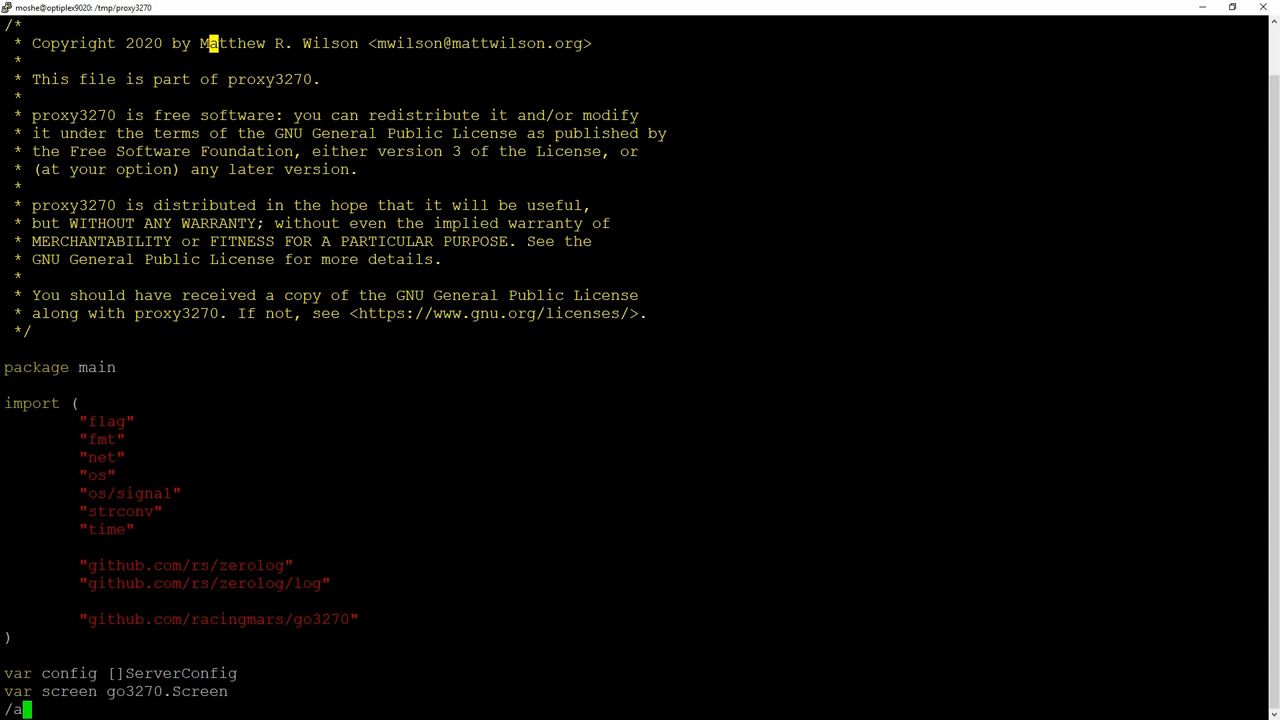 moshe@optiplex9020: /tmp/proxy3270
/*
 * Copyright 2020 by Matthew R. Wilson <mwilson@mattwilson.org>
 *
 * This file is part of proxy3270.
 *
 * proxy3270 is free software: you can redistribute it and/or modify
 * it under the terms of the GNU General Public License as published by
 * the Free Software Foundation, either version 3 of the License, or
 * (at your option) any later version.
 *
 * proxy3270 is distributed in the hope that it will be useful,
 * but WITHOUT ANY WARRANTY; without even the implied warranty of
 * MERCHANTABILITY or FITNESS FOR A PARTICULAR PURPOSE. See the
 * GNU General Public License for more details.
 *
 * You should have received a copy of the GNU General Public License
 * along with proxy3270. If not, see <https://www.gnu.org/licenses/>.
 */
package main
import (
        "flag"
        "fmt"
        "net"
        "os"
        "os/signal"
        "strconv"
        "time"
        "github.com/rs/zerolog"
        "github.com/rs/zerolog/log"
        "github.com/racingmars/go3270"
)
var config []ServerConfig
var screen go3270.Screen
/a